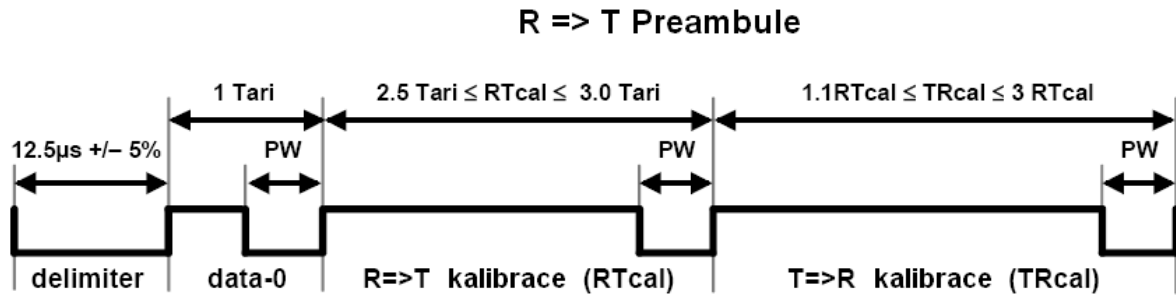 R => T Preambule
1 Tari
2.5 Tari ≤ RTcal ≤ 3.0 Tari
1.1RTcal ≤ TRcal ≤ 3 RTcal
12.5µs +/– 5%
PW
PW
PW
delimiter
data-0
R=>T kalibrace (RTcal)
T=>R kalibrace (TRcal)